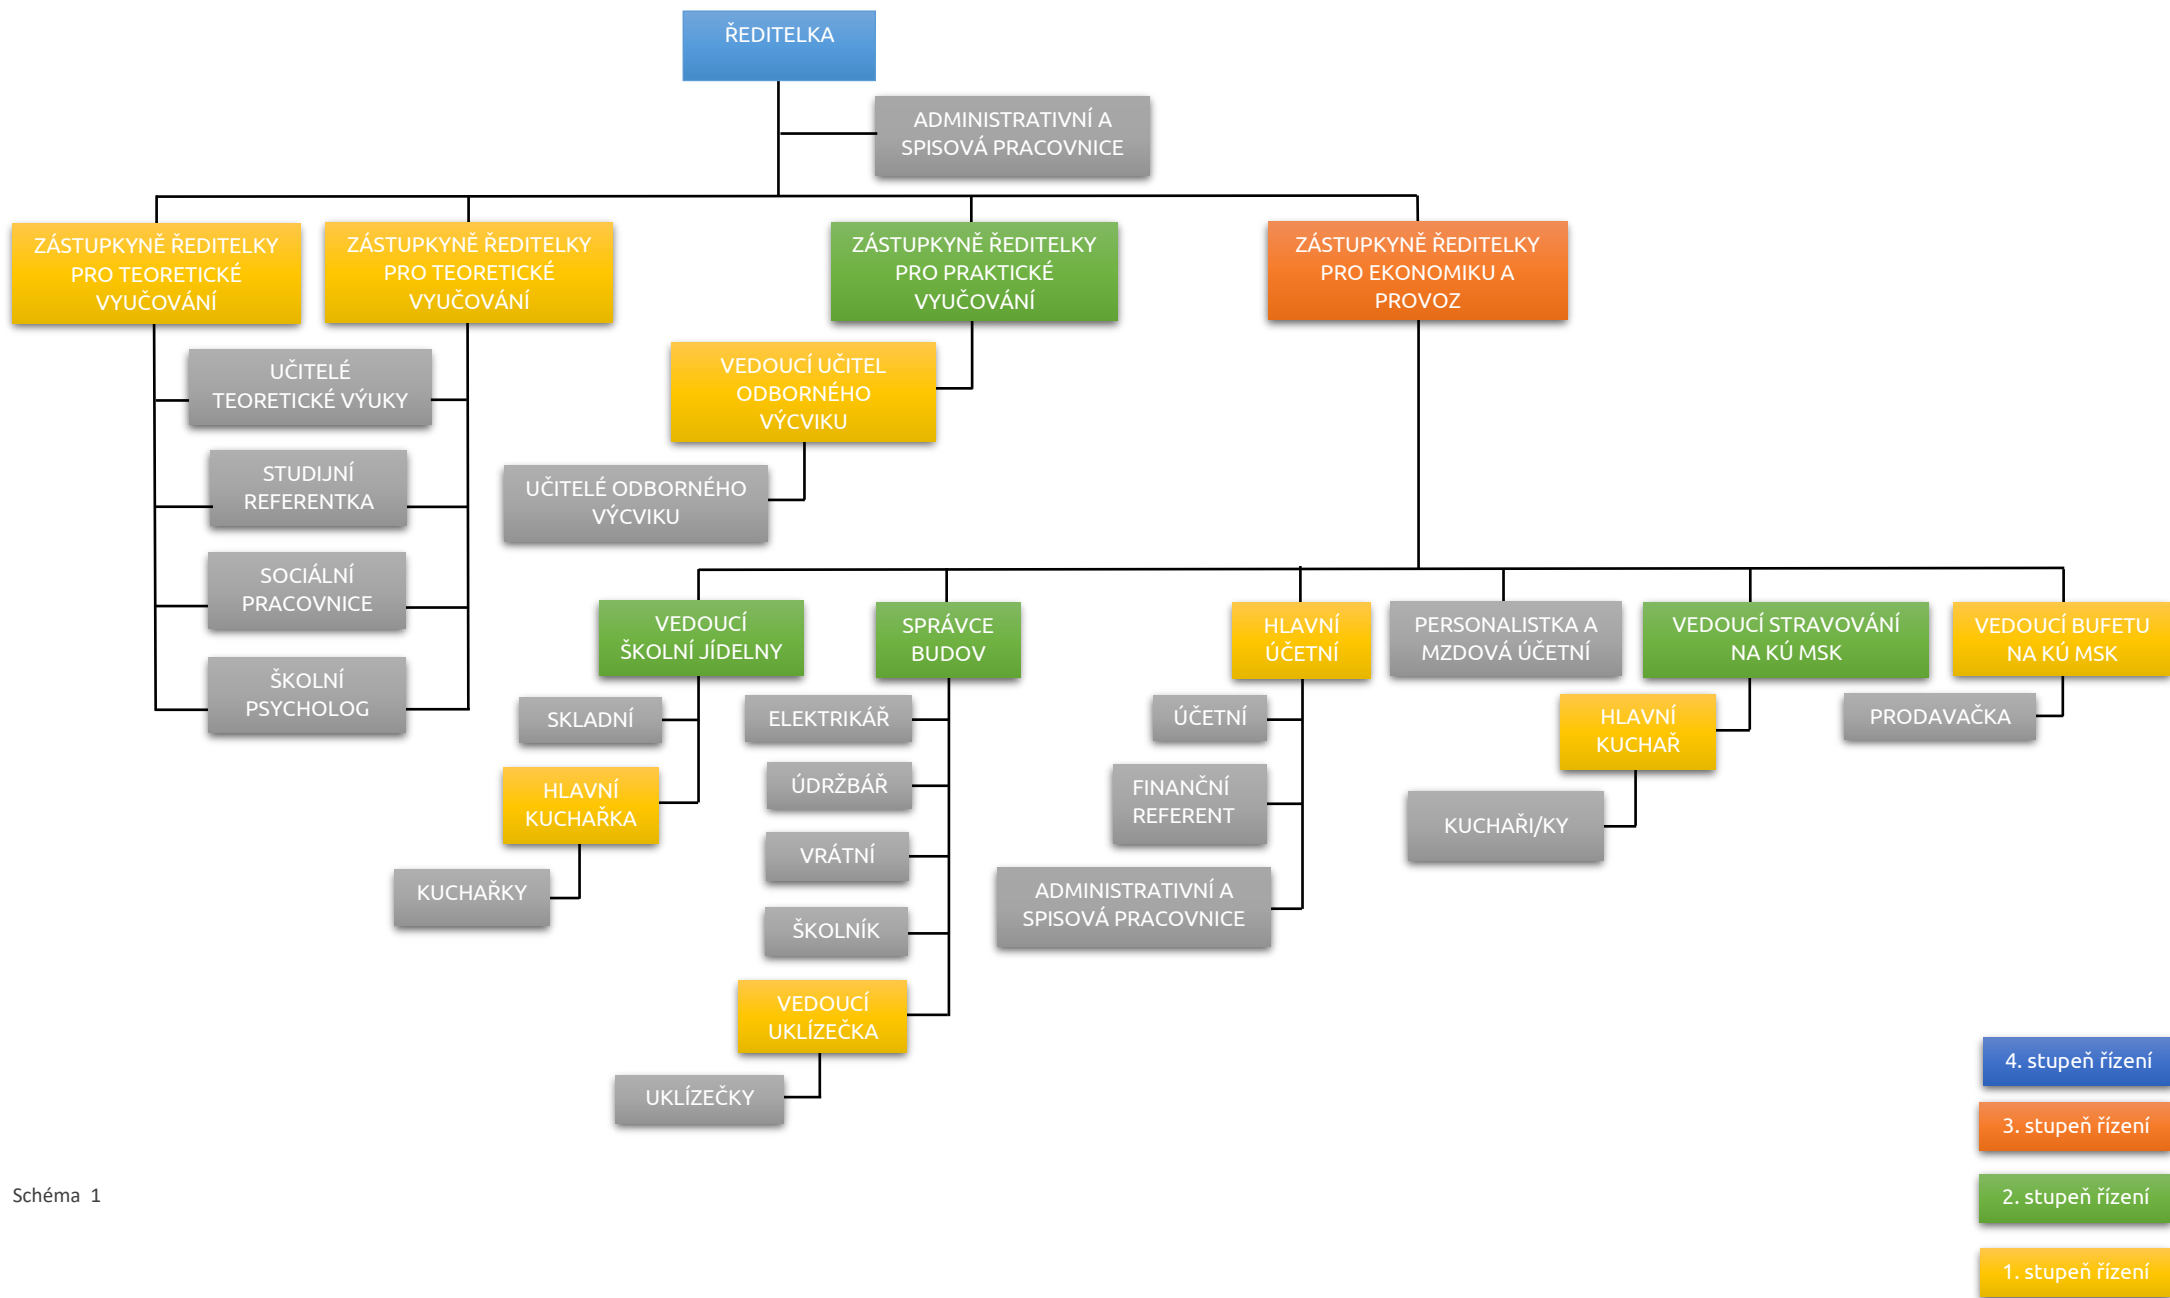 ŘEDITELKA
ADMINISTRATIVNÍ A
SPISOVÁ PRACOVNICE
ZÁSTUPKYNĚ ŘEDITELKY
PRO TEORETICKÉ
VYUČOVÁNÍ
ZÁSTUPKYNĚ ŘEDITELKY
PRO TEORETICKÉ
VYUČOVÁNÍ
ZÁSTUPKYNĚ ŘEDITELKY
PRO PRAKTICKÉ
VYUČOVÁNÍ
ZÁSTUPKYNĚ ŘEDITELKY
PRO EKONOMIKU A
PROVOZ
UČITELÉ
TEORETICKÉ VÝUKY
STUDIJNÍ
REFERENTKA
SOCIÁLNÍ
PRACOVNICE
ŠKOLNÍ
PSYCHOLOG
VEDOUCÍ UČITEL
ODBORNÉHO
VÝCVIKU
UČITELÉ ODBORNÉHO
VÝCVIKU
VEDOUCÍ
ŠKOLNÍ JÍDELNY
SPRÁVCE
BUDOV
HLAVNÍ
ÚČETNÍ
PERSONALISTKA A
MZDOVÁ ÚČETNÍ
VEDOUCÍ STRAVOVÁNÍ
NA KÚ MSK
VEDOUCÍ BUFETU
NA KÚ MSK
SKLADNÍ
HLAVNÍ
KUCHAŘKA
KUCHAŘKY
ELEKTRIKÁŘ
ÚDRŽBÁŘ
VRÁTNÍ
ŠKOLNÍK
VEDOUCÍ
UKLÍZEČKA
UKLÍZEČKY
ÚČETNÍ
FINANČNÍ
REFERENT
ADMINISTRATIVNÍ A
SPISOVÁ PRACOVNICE
HLAVNÍ
KUCHAŘ
KUCHAŘI/KY
PRODAVAČKA
4. stupeň řízení
3. stupeň řízení
2. stupeň řízení
1. stupeň řízení
Schéma 1